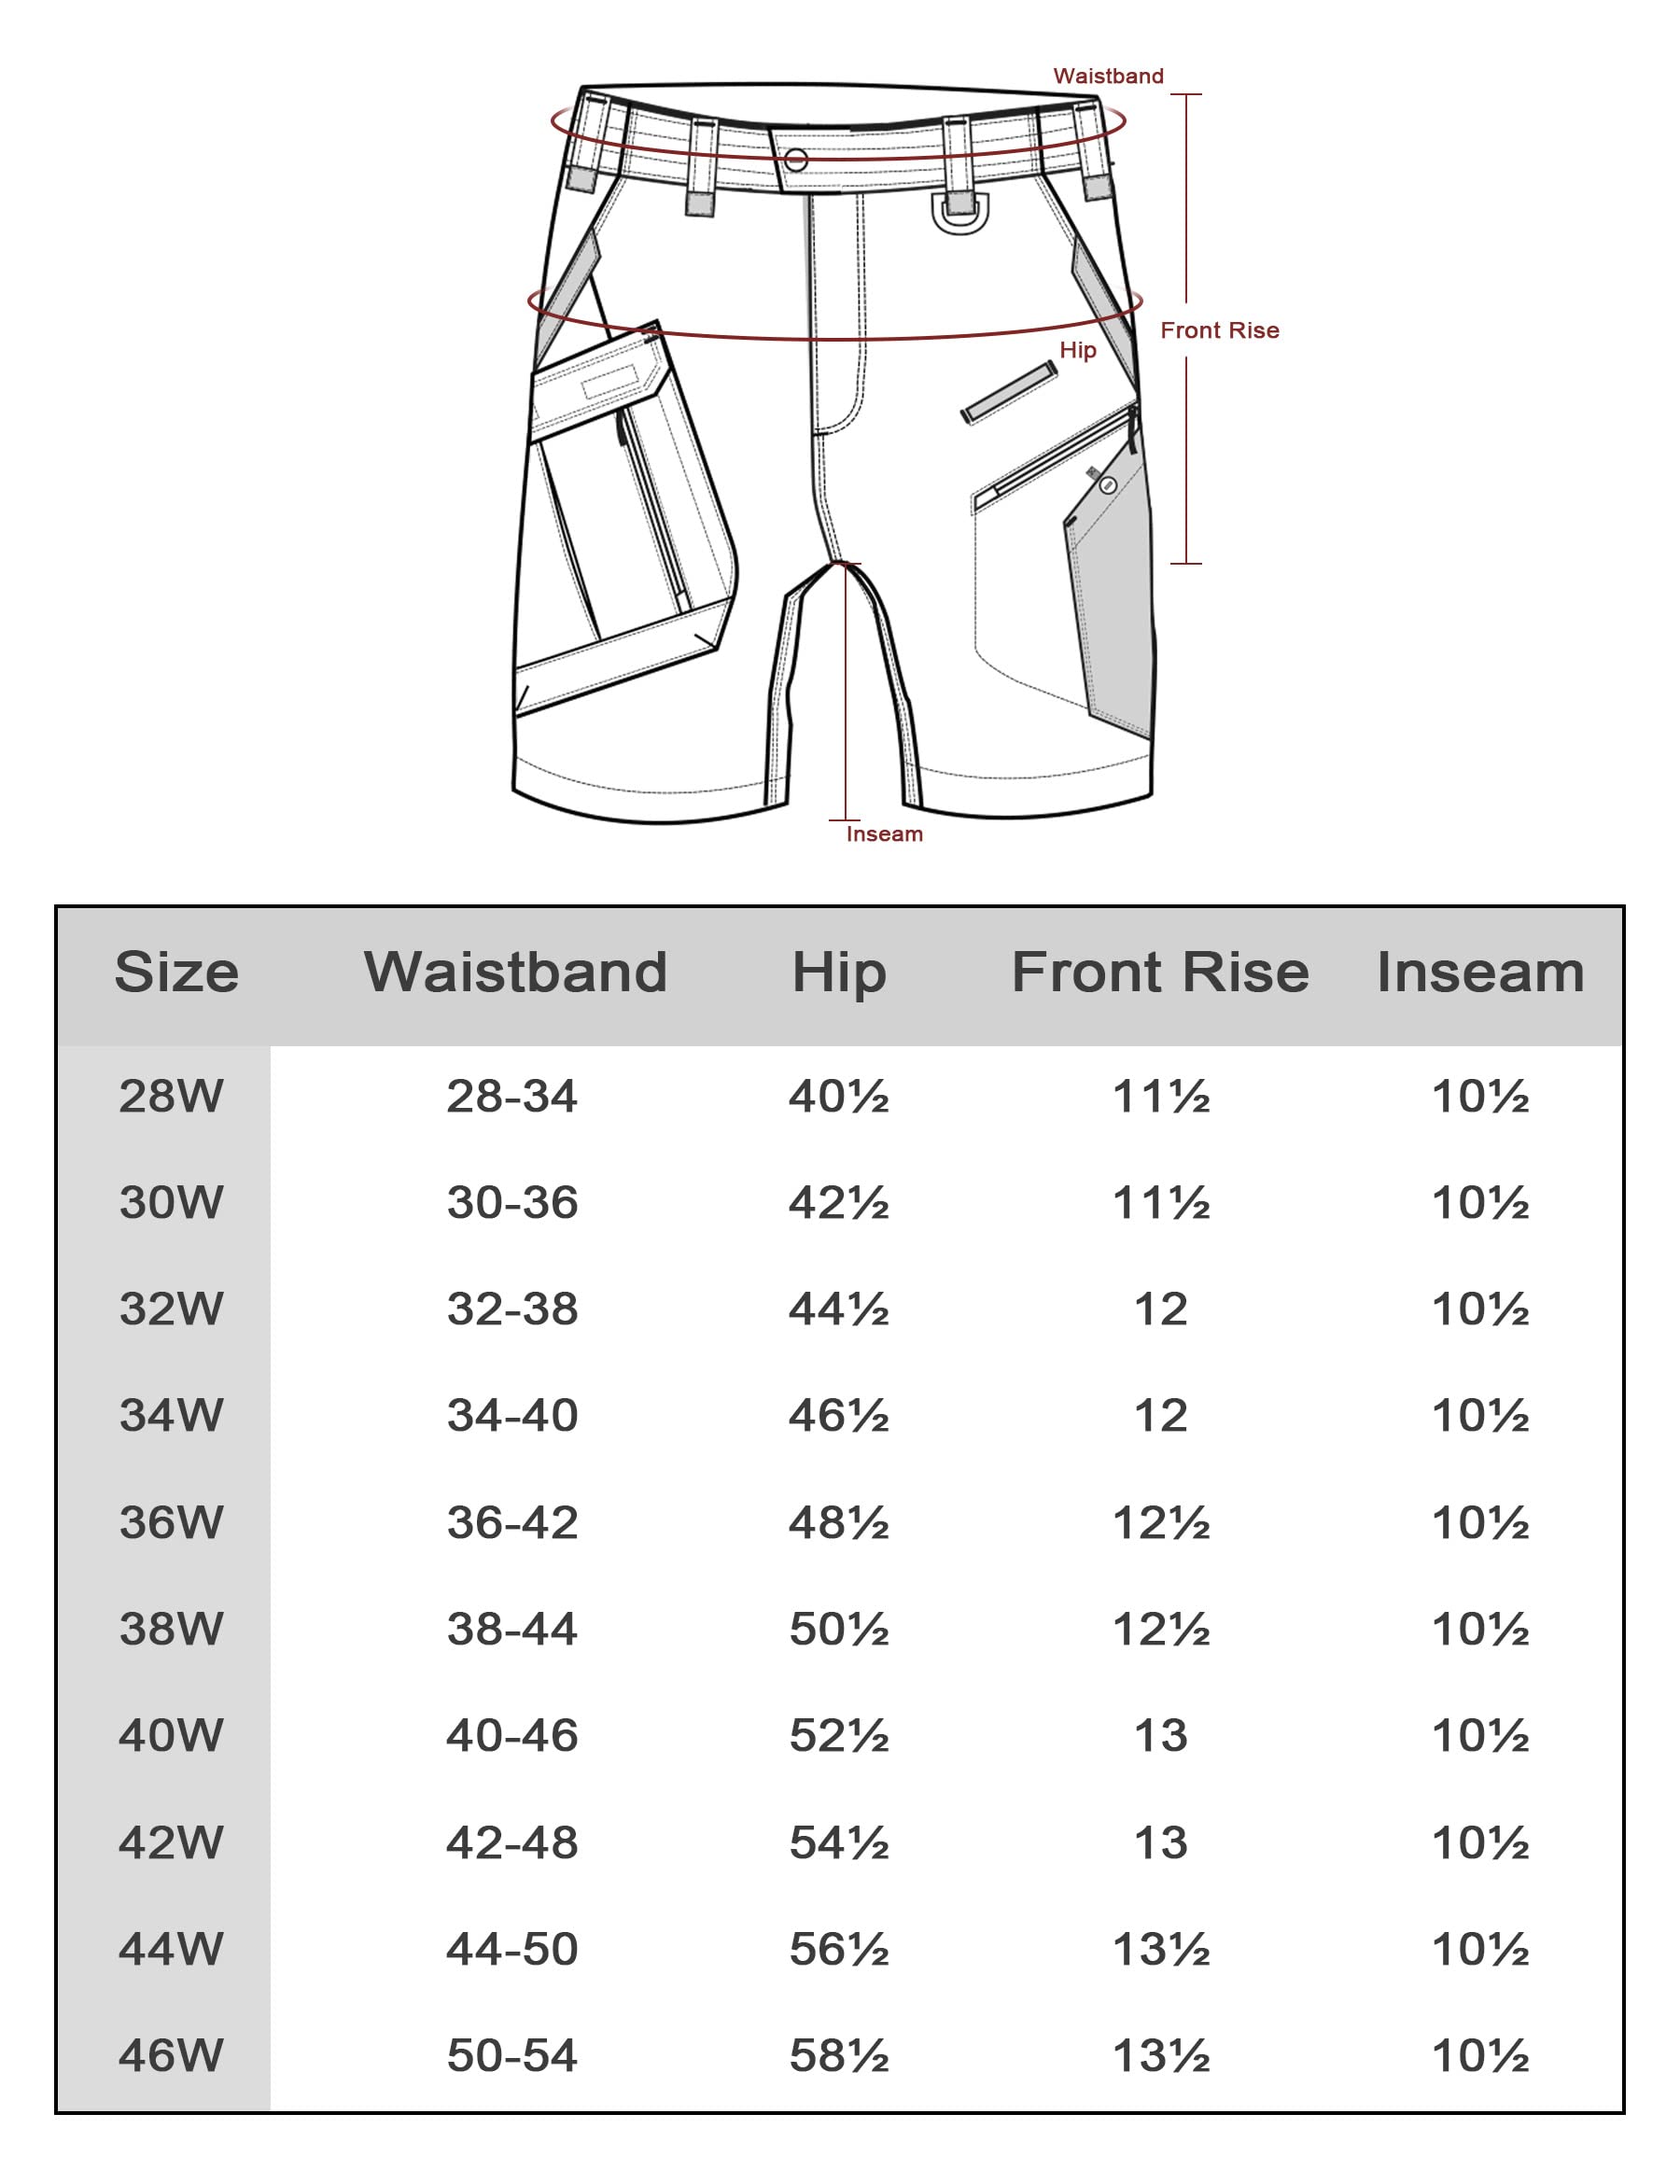 Waistband
Front Rise
Hip
Inseam
Size Waistband Hip Front Rise Inseam
28W 28-34 40½ 11½ 10½
30W 30-36 42½ 11½ 10½
32W 32-38 44½ 12 10½
34W 34-40 46½ 12 10½
36W 36-42 48½ 12½ 10½
38W 38-44 50½ 12½ 10½
40W 40-46 52½ 13 10½
42W 42-48 54½ 13 10½
44W 44-50 56½ 13½ 10½
46W 50-54 58½ 13½ 10½